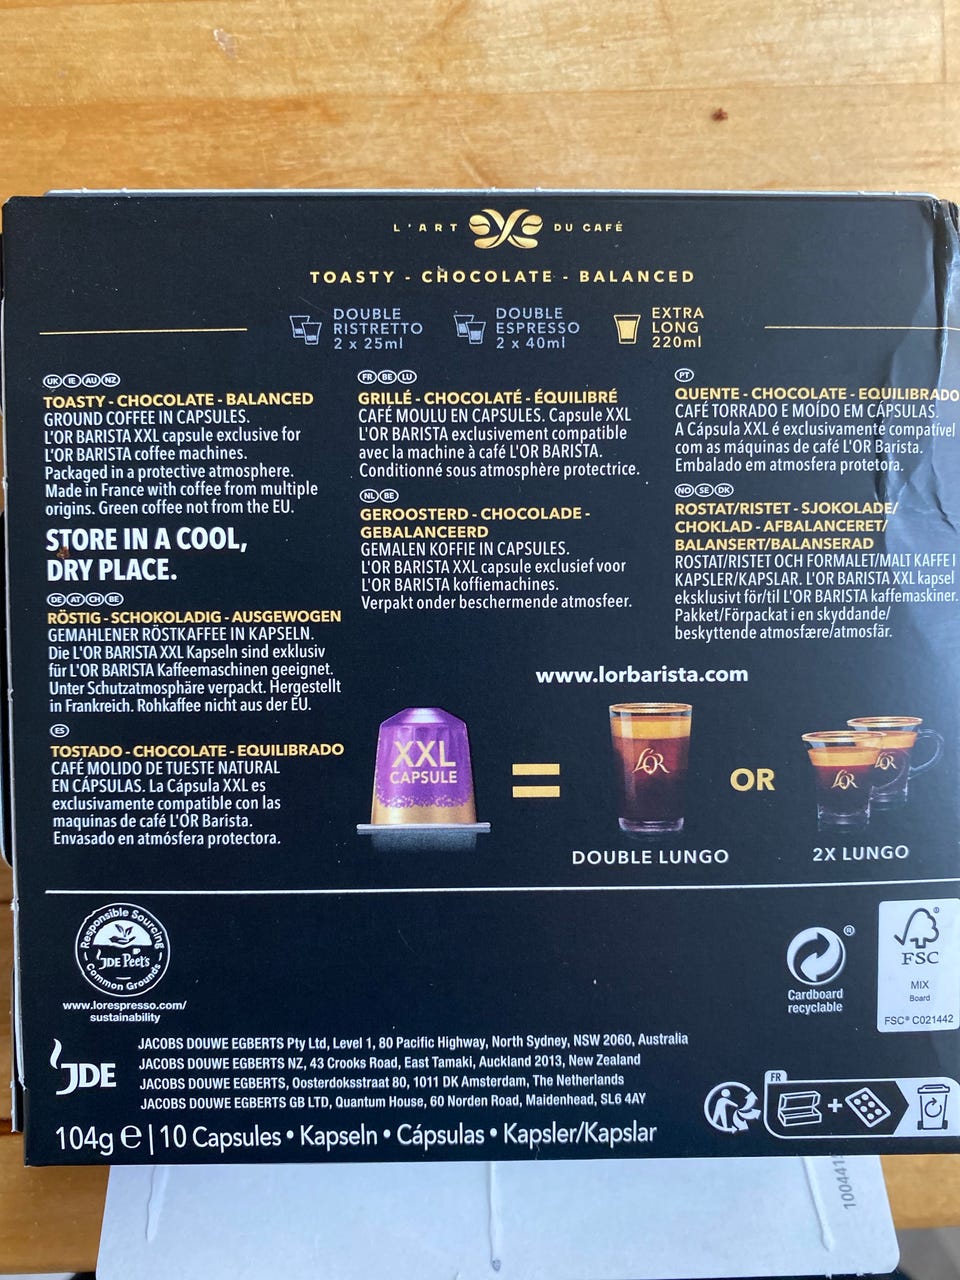 L'ART DU CAFÉ
TOASTY - CHOCOLATE - BALANCED
DOUBLE
RISTRETTO
2 x 25ml
DOUBLE
ESPRESSO
2 x 40ml
EXTRA
LONG
220ml
UK IE AU NZ
TOASTY - CHOCOLATE - BALANCED
GROUND COFFEE IN CAPSULES.
L'OR BARISTA XXL capsule exclusive for
L'OR BARISTA coffee machines.
Packaged in a protective atmosphere.
Made in France with coffee from multiple
origins. Green coffee not from the EU.
STORE IN A COOL,
DRY PLACE.
DE AT CH BE
RÖSTIG - SCHOKOLADIG - AUSGEWOGEN
GEMAHLENER RÖSTKAFFEE IN KAPSELN.
Die L'OR BARISTA XXL Kapseln sind exklusiv
für L'OR BARISTA Kaffeemaschinen geeignet.
Unter Schutzatmosphäre verpackt. Hergestellt
in Frankreich. Rohkaffee nicht aus der EU.
ES
TOSTADO - CHOCOLATE - EQUILIBRADO
CAFÉ MOLIDO DE TUESTE NATURAL
EN CÁPSULAS. La Cápsula XXL es
exclusivamente compatible con las
maquinas de café L'OR Barista.
Envasado en atmósfera protectora.
FR BE LU
GRILLÉ - CHOCOLATÉ - ÉQUILIBRÉ
CAFÉ MOULU EN CAPSULES. Capsule XXL
L'OR BARISTA exclusivement compatible
avec la machine à café L'OR BARISTA.
Conditionné sous atmosphère protectrice.
NL BE
GEROOSTERD - CHOCOLADE -
GEBALANCEERD
GEMALEN KOFFIE IN CAPSULES.
L'OR BARISTA XXL capsule exclusief voor
L'OR BARISTA koffiemachines.
Verpakt onder beschermende atmosfeer.
PT
QUENTE - CHOCOLATE - EQUILIBRADO
CAFÉ TORRADO E MOÍDO EM CÁPSULAS.
A Cápsula XXL é exclusivamente compatível
com as máquinas de café L'OR Barista.
Embalado em atmosfera protetora.
NO SE DK
ROSTAT/RISTET - SJOKOLADE/
CHOKLAD - AFBALANCERET/
BALANSERT/BALANSERAD
ROSTAT/RISTET OCH FORMALET/MALT KAFFE I
KAPSLER/KAPSLAR. L'OR BARISTA XXL kapsel
eksklusivt för/til L'OR BARISTA kaffemaskiner.
Pakket/Förpackat i en skyddande/
beskyttende atmosfære/atmosfär.
www.lorbarista.com
XXL
CAPSULE
=
L'OR
OR
L'OR
L'OR
DOUBLE LUNGO
2X LUNGO
Responsible Sourcing
JDE Peet's
Common Grounds
www.lorespresso.com/
sustainability
®
Cardboard
recyclable
FSC
MIX
Board
FSC® C021442
JDE
JACOBS DOUWE EGBERTS Pty Ltd, Level 1, 80 Pacific Highway, North Sydney, NSW 2060, Australia
JACOBS DOUWE EGBERTS NZ, 43 Crooks Road, East Tamaki, Auckland 2013, New Zealand
JACOBS DOUWE EGBERTS, Oosterdoksstraat 80, 1011 DK Amsterdam, The Netherlands
JACOBS DOUWE EGBERTS GB LTD, Quantum House, 60 Norden Road, Maidenhead, SL6 4AY
FR
+
104g e | 10 Capsules • Kapseln • Cápsulas • Kapsler/Kapslar